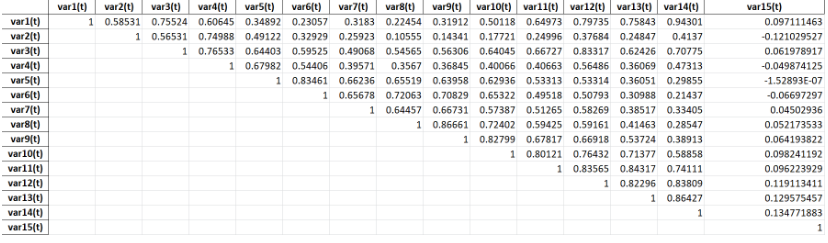 var1(t) var2(t) var3(t) var4(t) var5(t) var6(t) var7(t) var8(t) var9(t) var10(t) var11(t) var12(t) var13(t) var14(t) var15(t)
var1(t) 1 0.58531 0.75524 0.60645 0.34892 0.23057 0.3183 0.22454 0.31912 0.50118 0.64973 0.79735 0.75843 0.94301 0.097111463
var2(t) 1 0.56531 0.74988 0.49122 0.32929 0.25923 0.10555 0.14341 0.17721 0.24996 0.37684 0.24847 0.4137 -0.121029527
var3(t) 1 0.76533 0.64403 0.59525 0.49068 0.54565 0.56306 0.64045 0.66727 0.83317 0.62426 0.70775 0.061978917
var4(t) 1 0.67982 0.54406 0.39571 0.3567 0.36845 0.40066 0.40663 0.56486 0.36069 0.47313 -0.049874125
var5(t) 1 0.83461 0.66236 0.65519 0.63958 0.62936 0.53313 0.53314 0.36051 0.29855 -1.52893E-07
var6(t) 1 0.65678 0.72063 0.70829 0.65322 0.49518 0.50793 0.30988 0.21437 -0.06697297
var7(t) 1 0.64457 0.66731 0.57387 0.51265 0.58269 0.38517 0.33405 0.04502936
var8(t) 1 0.86661 0.72402 0.59425 0.59161 0.41463 0.28547 0.052173533
var9(t) 1 0.82799 0.67817 0.66918 0.53724 0.38913 0.064193822
var10(t) 1 0.80121 0.76432 0.71377 0.58858 0.098241192
var11(t) 1 0.83565 0.84317 0.74111 0.096223929
var12(t) 1 0.82296 0.83809 0.119113411
var13(t) 1 0.86427 0.129575457
var14(t) 1 0.134771883
var15(t) 1